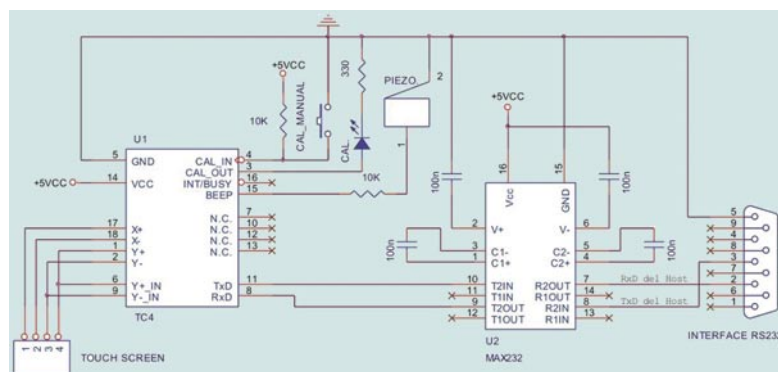 +5VCC
10K
CAL_MANUAL
330
CAL
PIEZO.
2
1
10K
U1
5 GND
14 VCC
+5VCC
17 X+
18 X-
1 Y+
2 Y-
6 Y+_IN
9 Y-_IN
CAL_IN 4
CAL_OUT 3
INT/BUSY 16
BEEP 15
N.C. 7
N.C. 10
N.C. 12
N.C. 13
TxD 11
RxD 8
TC4
1 2 3 4
TOUCH SCREEN
+5VCC
100n
100n
100n
100n
16 Vcc
15 GND
2 V+
3 C1-
1 C1+
10 T2IN
11 T1IN
9 T2OUT
12 T1OUT
V- 6
C2- 5
C2+ 4
R2OUT 7
R1OUT 14
R2IN 8
R1IN 13
U2
MAX232
RxD del Host
TxD del Host
5
9
4
8
3
7
2
6
1
INTERFACE RS232